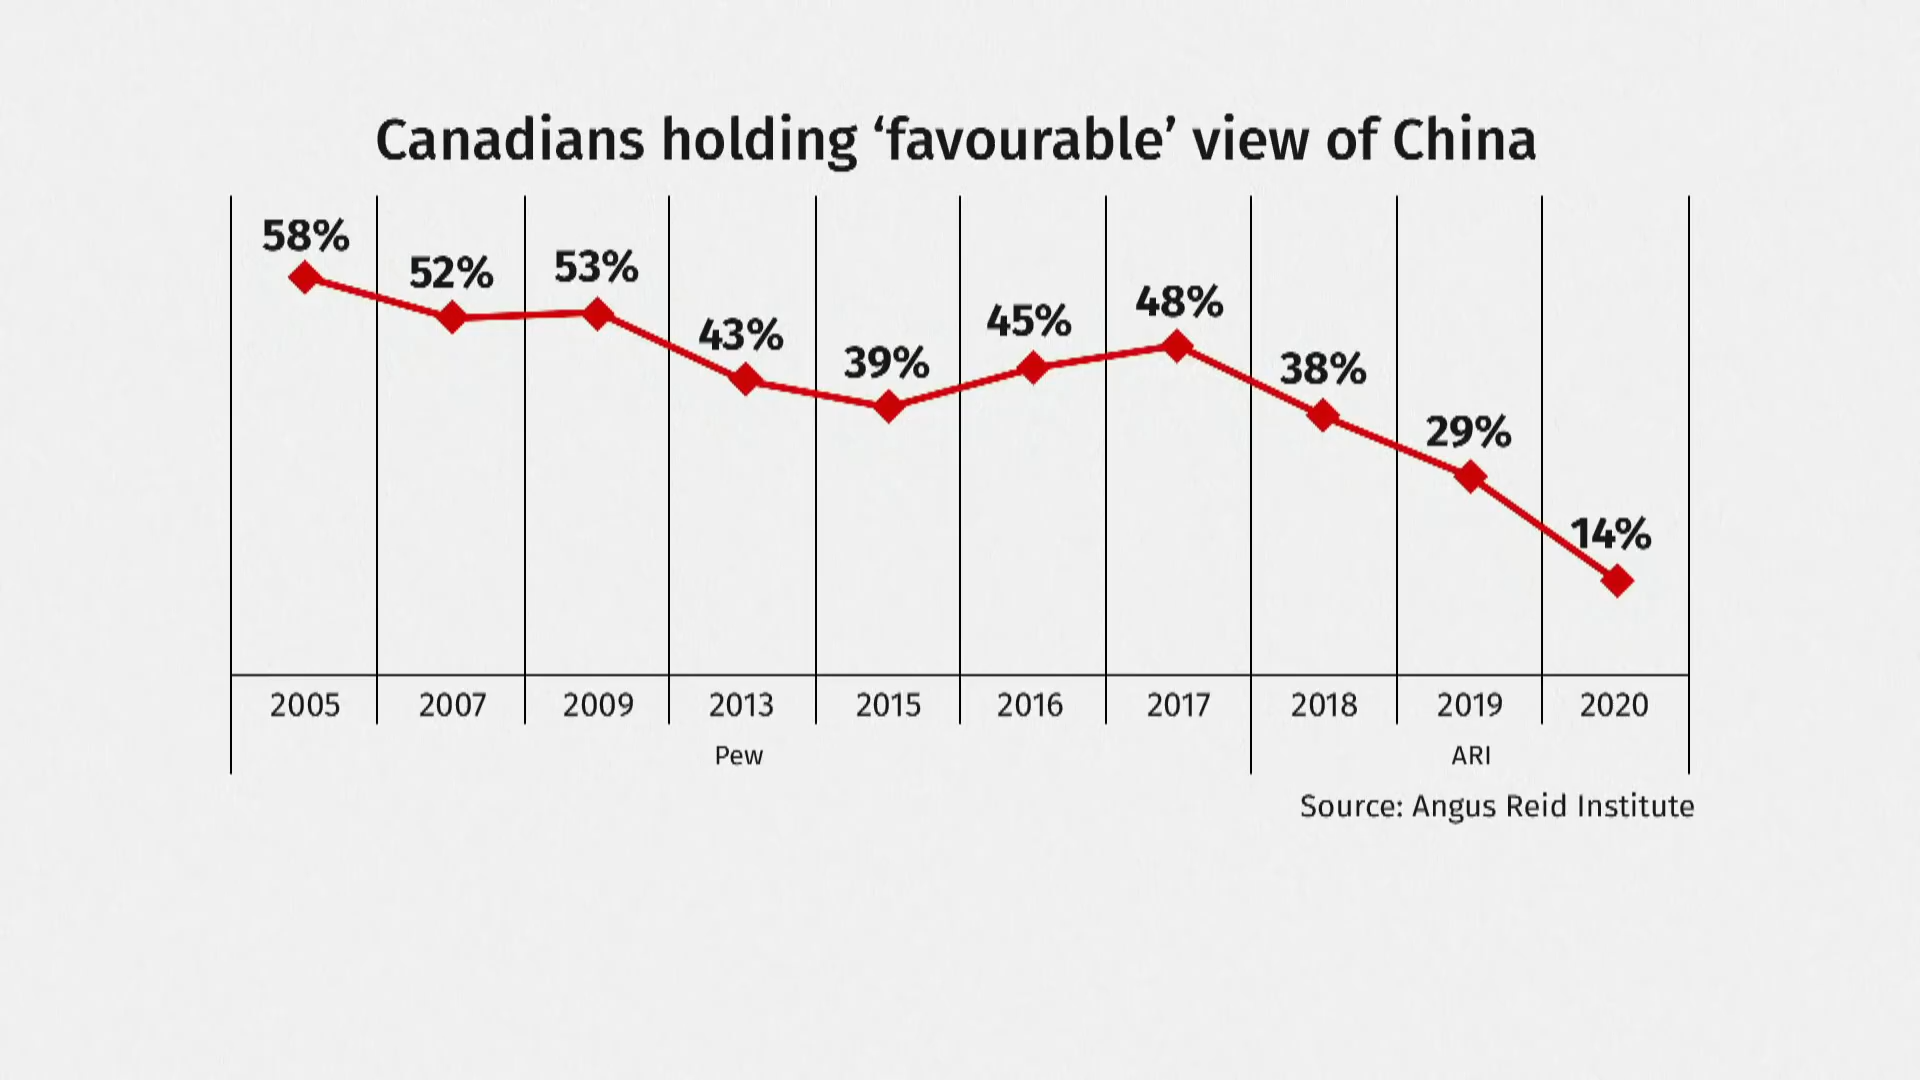 Canadians holding ‘favourable’ view of China
58%
52%
53%
43%
39%
45%
48%
38%
29%
14%
2005 2007 2009 2013 2015 2016 2017 2018 2019 2020
Pew ARI
Source: Angus Reid Institute